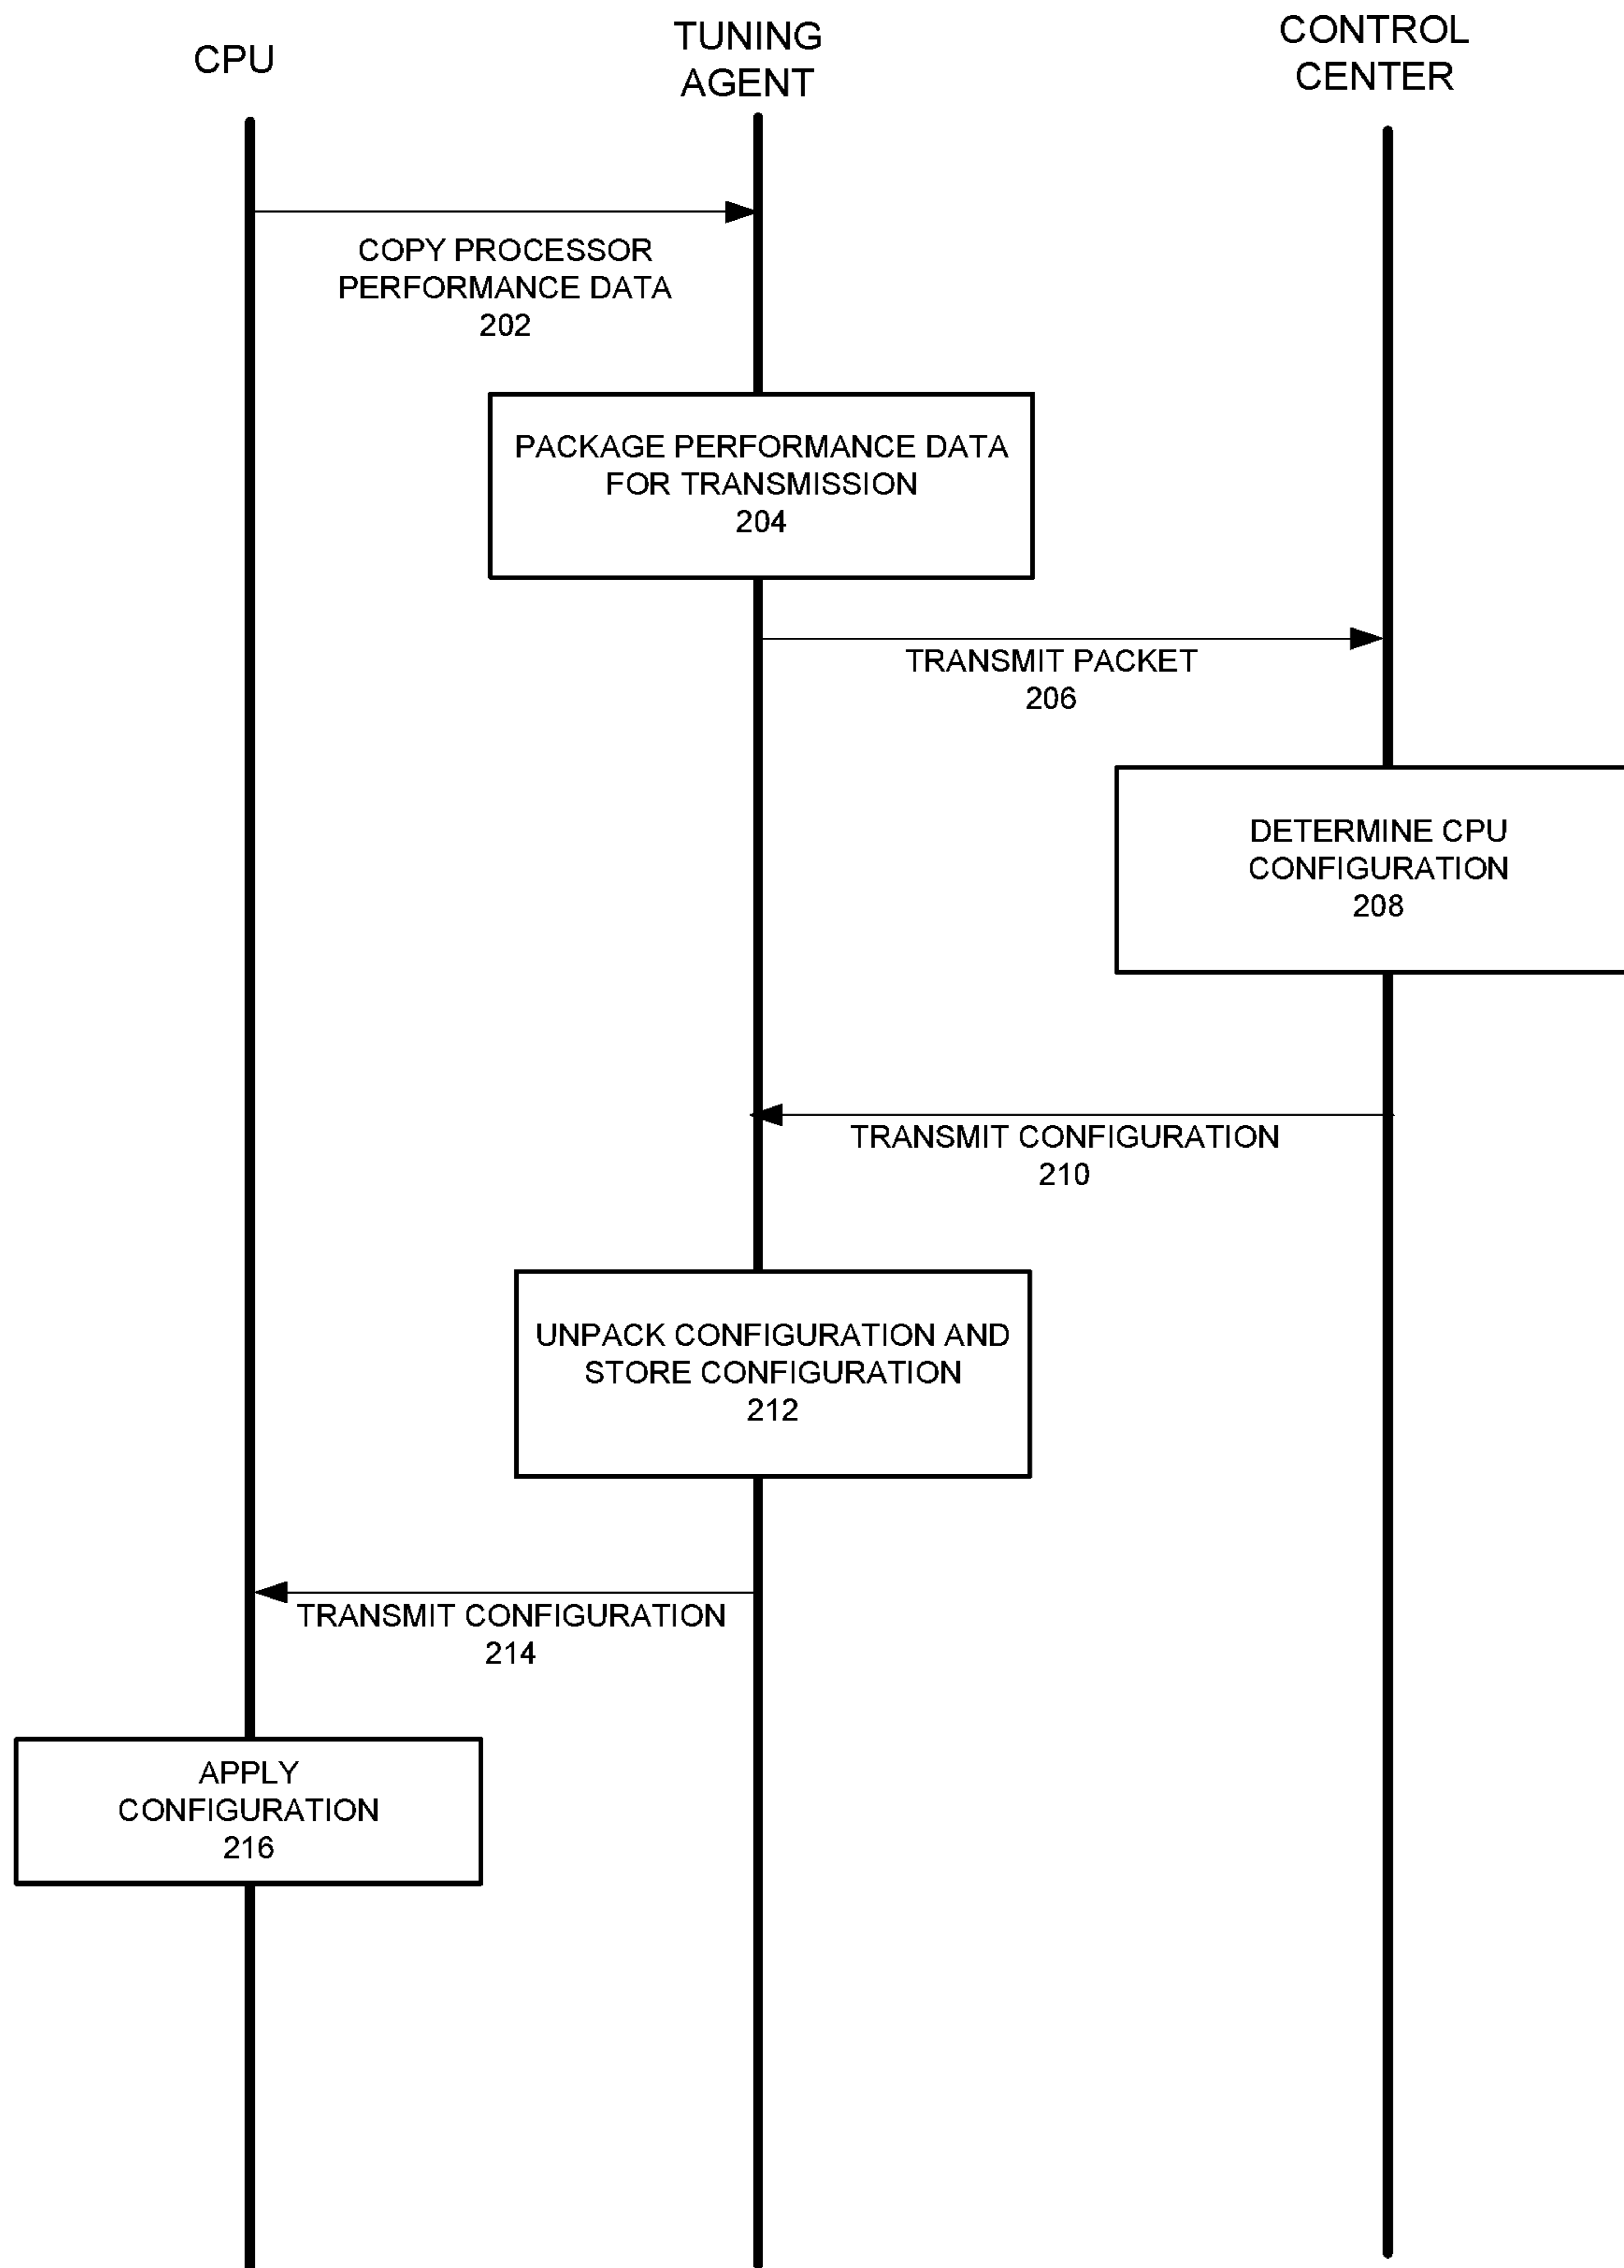 CPU
TUNING
AGENT
CONTROL
CENTER
COPY PROCESSOR
PERFORMANCE DATA
202
PACKAGE PERFORMANCE DATA
FOR TRANSMISSION
204
TRANSMIT PACKET
206
DETERMINE CPU
CONFIGURATION
208
TRANSMIT CONFIGURATION
210
UNPACK CONFIGURATION AND
STORE CONFIGURATION
212
TRANSMIT CONFIGURATION
214
APPLY
CONFIGURATION
216